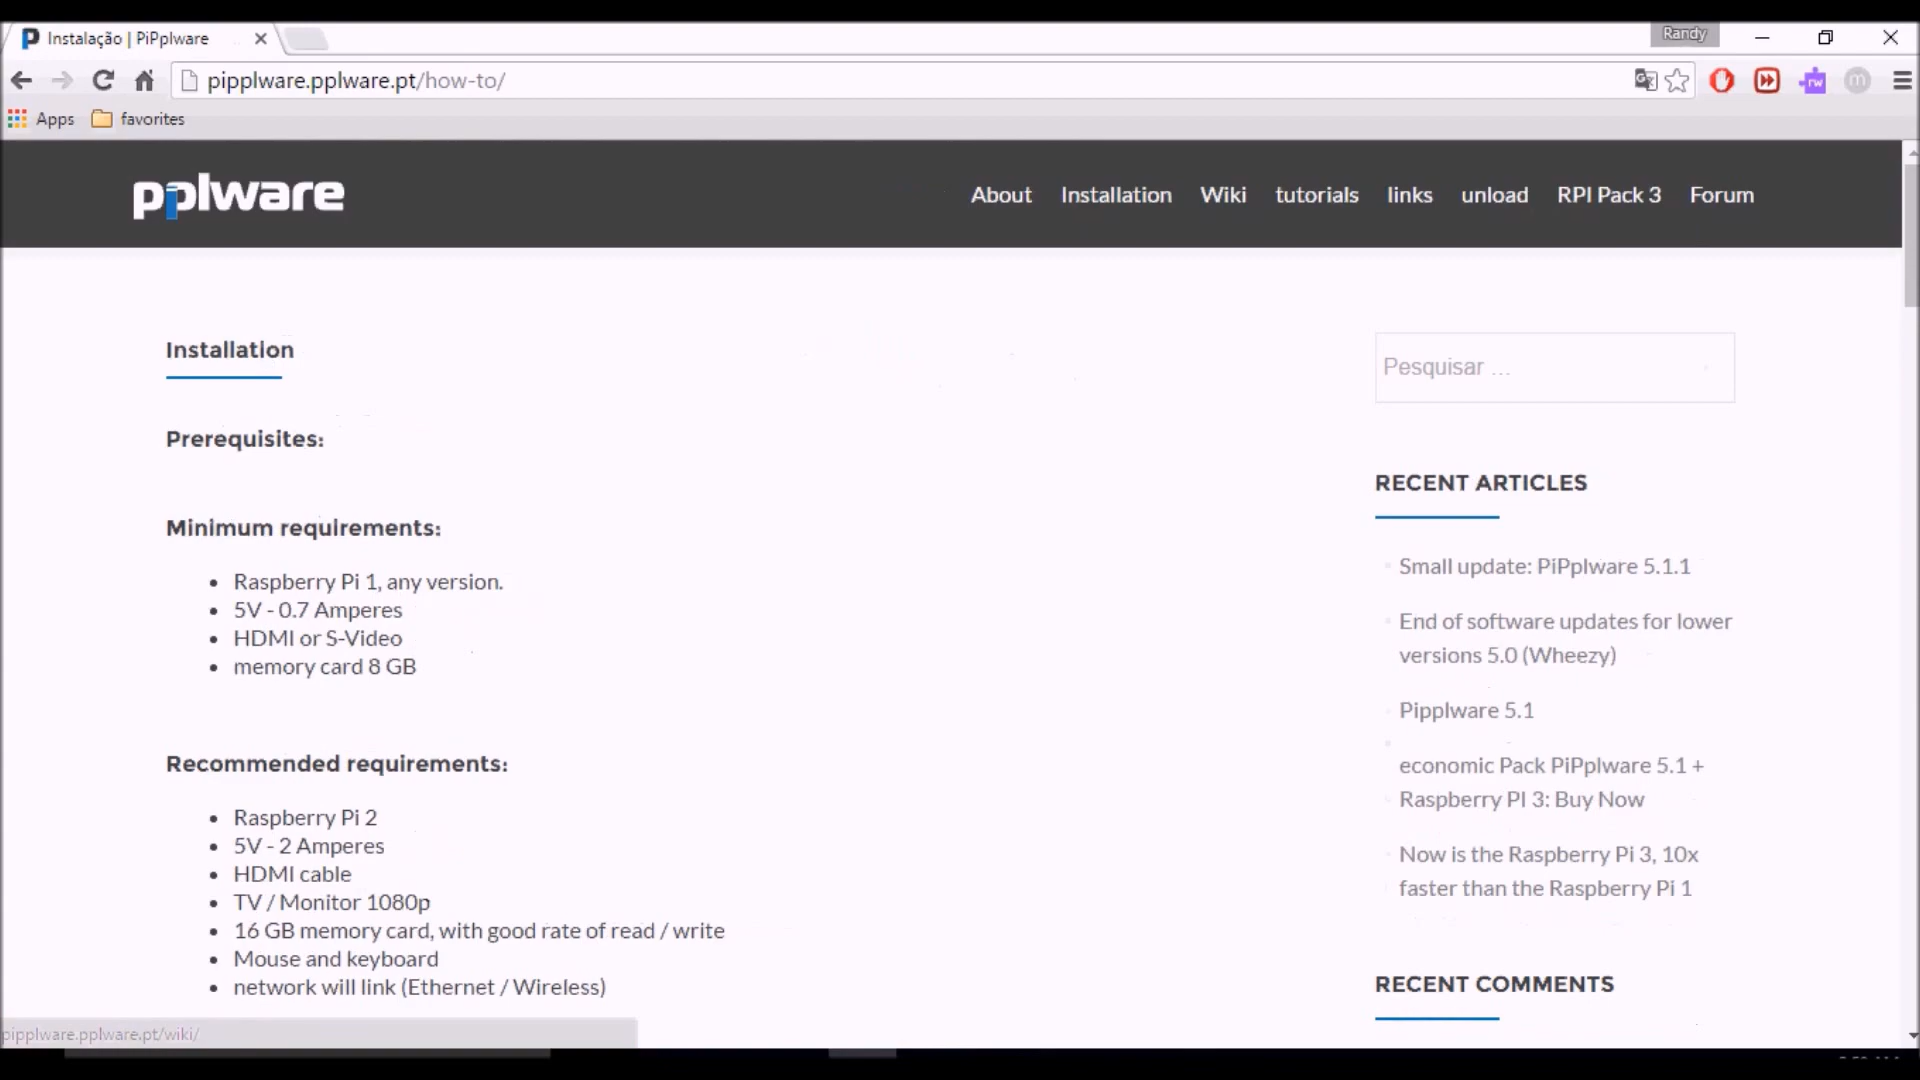 Instalação | PiPplware
Randy
pipplware.pplware.pt/how-to/
rw
m
Apps
favorites
pplware
About
Installation
Wiki
tutorials
links
unload
RPI Pack 3
Forum
Installation
Prerequisites:
Minimum requirements:
Raspberry Pi 1, any version.
5V - 0.7 Amperes
HDMI or S-Video
memory card 8 GB
Recommended requirements:
Raspberry Pi 2
5V - 2 Amperes
HDMI cable
TV / Monitor 1080p
16 GB memory card, with good rate of read / write
Mouse and keyboard
network will link (Ethernet / Wireless)
Pesquisar ...
RECENT ARTICLES
Small update: PiPplware 5.1.1
End of software updates for lower
versions 5.0 (Wheezy)
Pipplware 5.1
economic Pack PiPplware 5.1 +
Raspberry PI 3: Buy Now
Now is the Raspberry Pi 3, 10x
faster than the Raspberry Pi 1
RECENT COMMENTS
pipplware.pplware.pt/wiki/